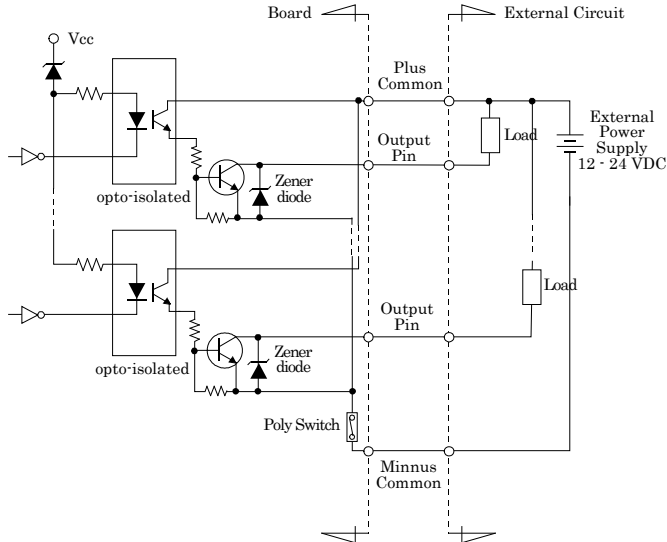 Board
External Circuit
Vcc
Plus
Common
Output
Pin
Load
External
Power
Supply
12 - 24 VDC
opto-isolated
Zener
diode
Load
Output
Pin
Zener
diode
opto-isolated
Poly Switch
Minnus
Common